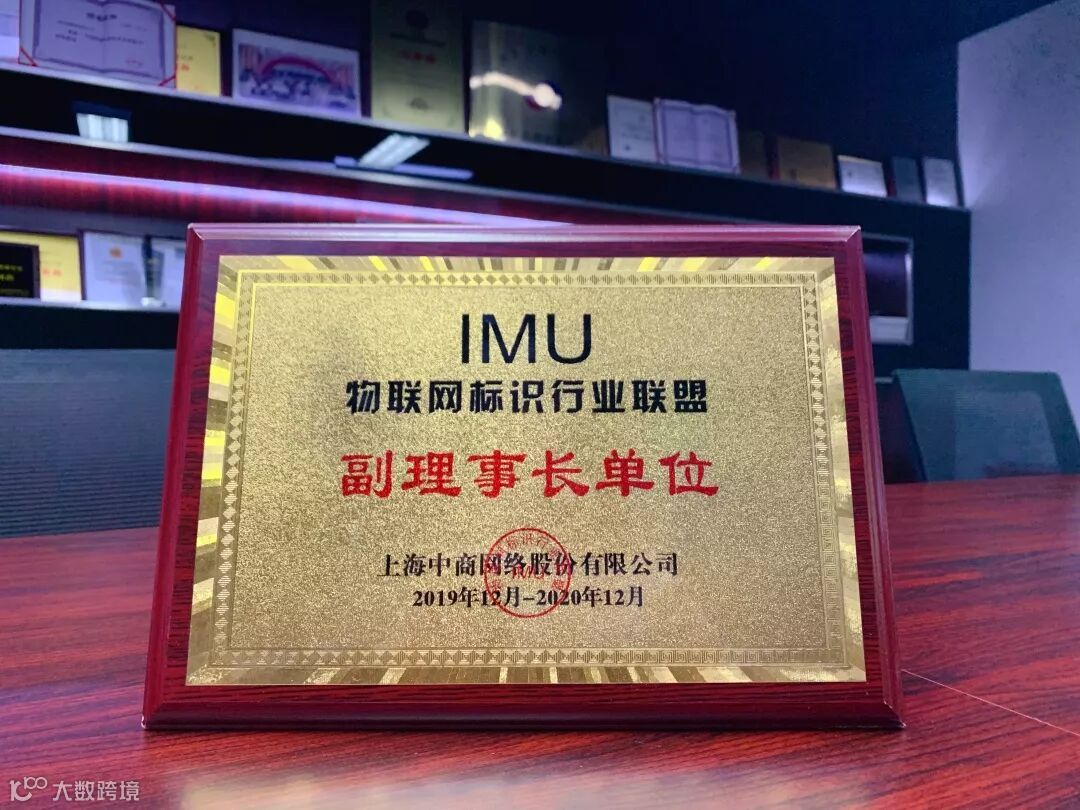 IMU
物联网标识行业联盟
副理事长单位
上海中商网络股份有限公司
2019年12月-2020年12月
大数跨境